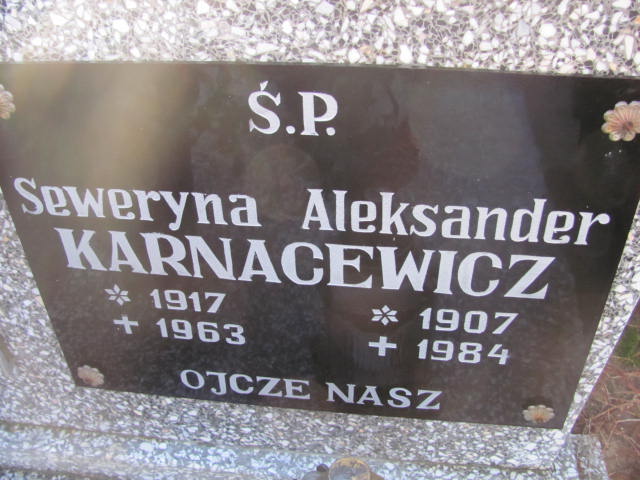 Ś.P.
Seweryna Aleksander
KARNACEWICZ
* 1917 * 1907
+ 1963 + 1984
OJCZE NASZ